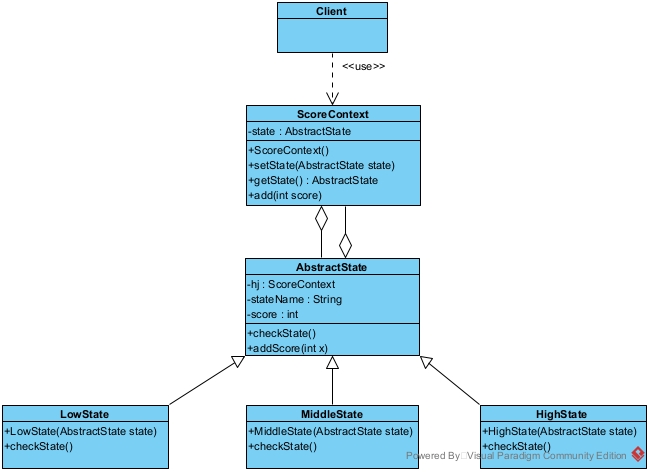 Client
<<use>>
ScoreContext
-state : AbstractState
+ScoreContext()
+setState(AbstractState state)
+getState() : AbstractState
+add(int score)
AbstractState
-hj : ScoreContext
-stateName : String
-score : int
+checkState()
+addScore(int x)
LowState
+LowState(AbstractState state)
+checkState()
MiddleState
+MiddleState(AbstractState state)
+checkState()
HighState
+HighState(AbstractState state)
+checkState()
Powered By Visual Paradigm Community Edition